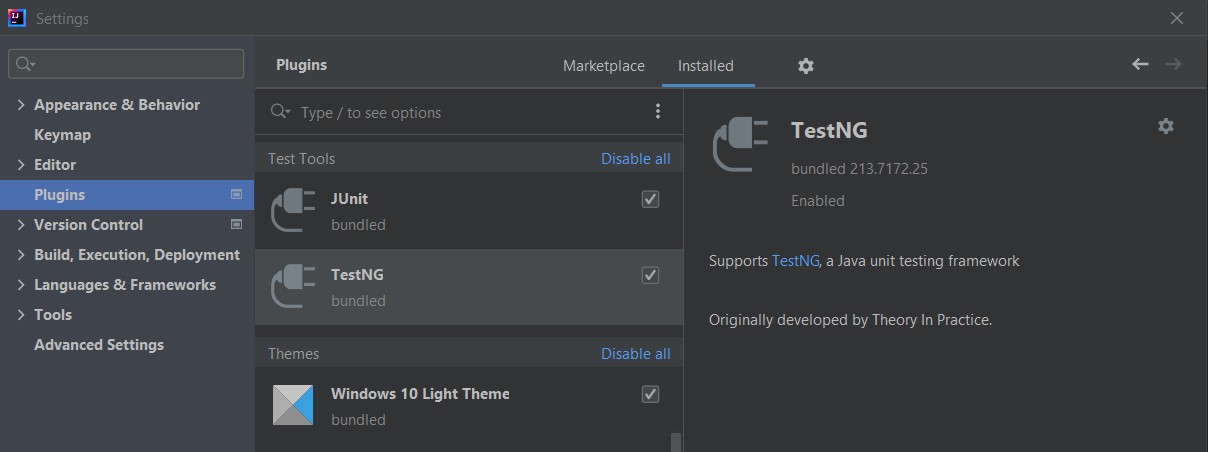 Settings
Appearance & Behavior
Keymap
Editor
Plugins
Version Control
Build, Execution, Deployment
Languages & Frameworks
Tools
Advanced Settings
Plugins
Marketplace
Installed
Type / to see options
Test Tools
Disable all
JUnit
bundled
TestNG
bundled
Themes
Disable all
Windows 10 Light Theme
bundled
TestNG
bundled 213.7172.25
Enabled
Supports TestNG, a Java unit testing framework
Originally developed by Theory In Practice.